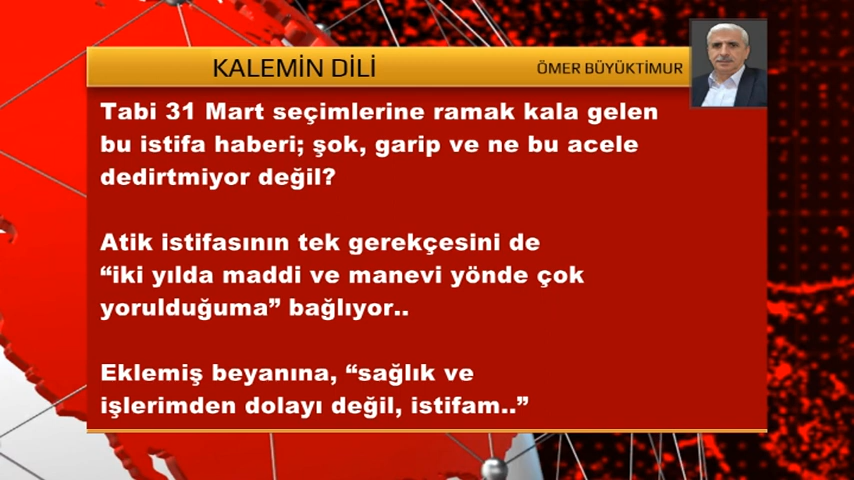 KALEMİN DİLİ
ÖMER BÜYÜKTİMUR
Tabi 31 Mart seçimlerine ramak kala gelen
bu istifa haberi; şok, garip ve ne bu acele
dedirtmiyor değil?
Atik istifasının tek gerekçesini de
“iki yılda maddi ve manevi yönde çok
yorulduğuma” bağlıyor..
Eklemiş beyanına, “sağlık ve
işlerimden dolayı değil, istifam..”